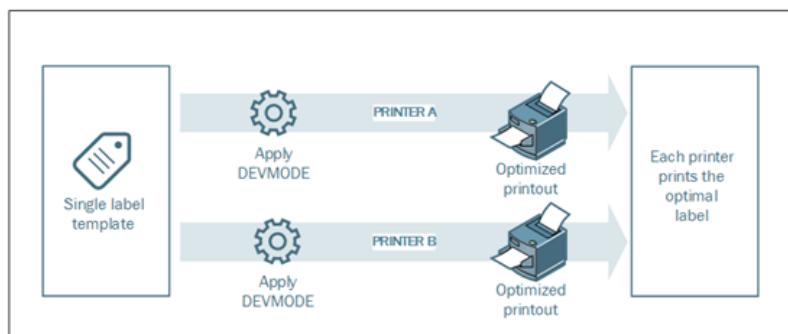 Single label
template
Apply
DEVMODE
PRINTER A
Optimized
printout
Apply
DEVMODE
PRINTER B
Optimized
printout
Each printer
prints the
optimal
label